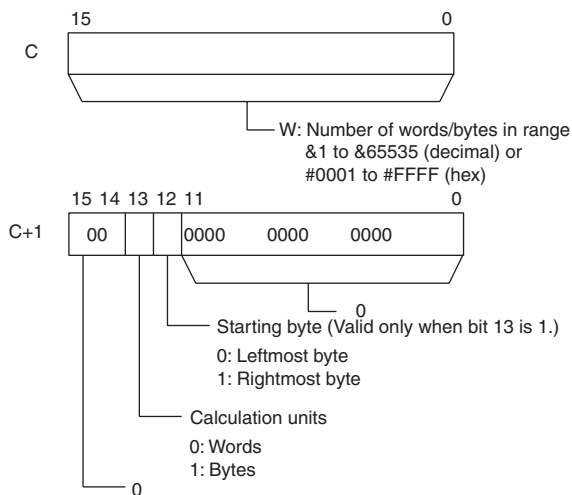 15 0
C
W: Number of words/bytes in range
&1 to &65535 (decimal) or
#0001 to #FFFF (hex)
15 14 13 12 11 0
C+1 00 0000 0000 0000
0
Starting byte (Valid only when bit 13 is 1.)
0: Leftmost byte
1: Rightmost byte
Calculation units
0: Words
1: Bytes
0